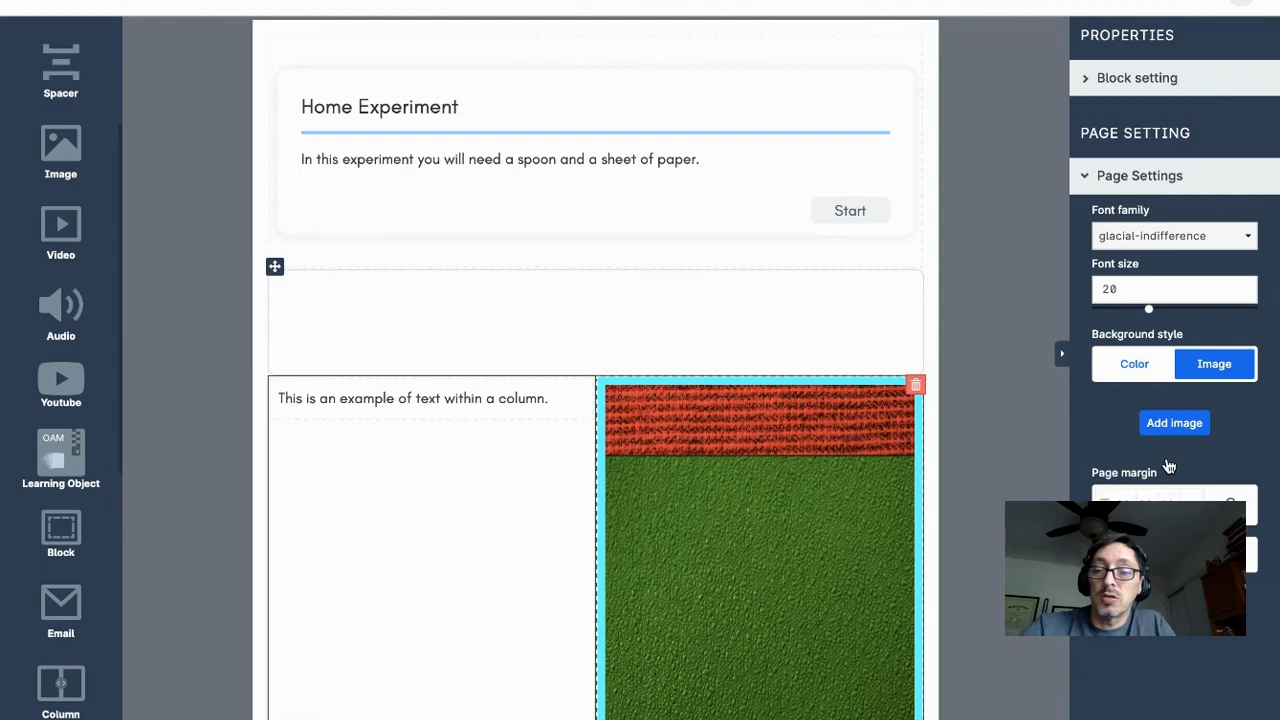 Spacer
Image
Video
Audio
Youtube
OAM
Learning Object
Block
Email
Column
Home Experiment
In this experiment you will need a spoon and a sheet of paper.
Start
This is an example of text within a column.
PROPERTIES
Block setting
PAGE SETTING
Page Settings
Font family
glacial-indifference
Font size
20
Background style
Color
Image
Add image
Page margin